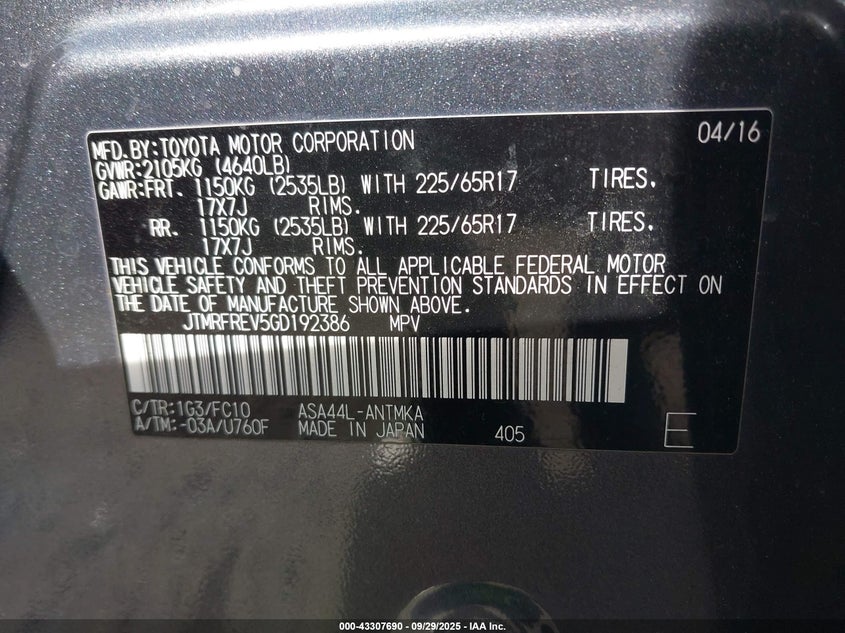 MFD.BY:TOYOTA MOTOR CORPORATION 04/16
GVWR:2105KG (4640LB)
GAWR:FRT. 1150KG (2535LB) WITH 225/65R17 TIRES.
17X7J RIMS.
RR. 1150KG (2535LB) WITH 225/65R17 TIRES.
17X7J RIMS.
THIS VEHICLE CONFORMS TO ALL APPLICABLE FEDERAL MOTOR
VEHICLE SAFETY AND THEFT PREVENTION STANDARDS IN EFFECT ON
THE DATE OF MANUFACTURE SHOWN ABOVE.
JTMRFREV5GD192386 MPV
C/TR:1G3/FC10 ASA44L-ANTMKA
A/TM:-03A/U760F MADE IN JAPAN 405 E
000-43307690 - 09/29/2025 - IAA Inc.